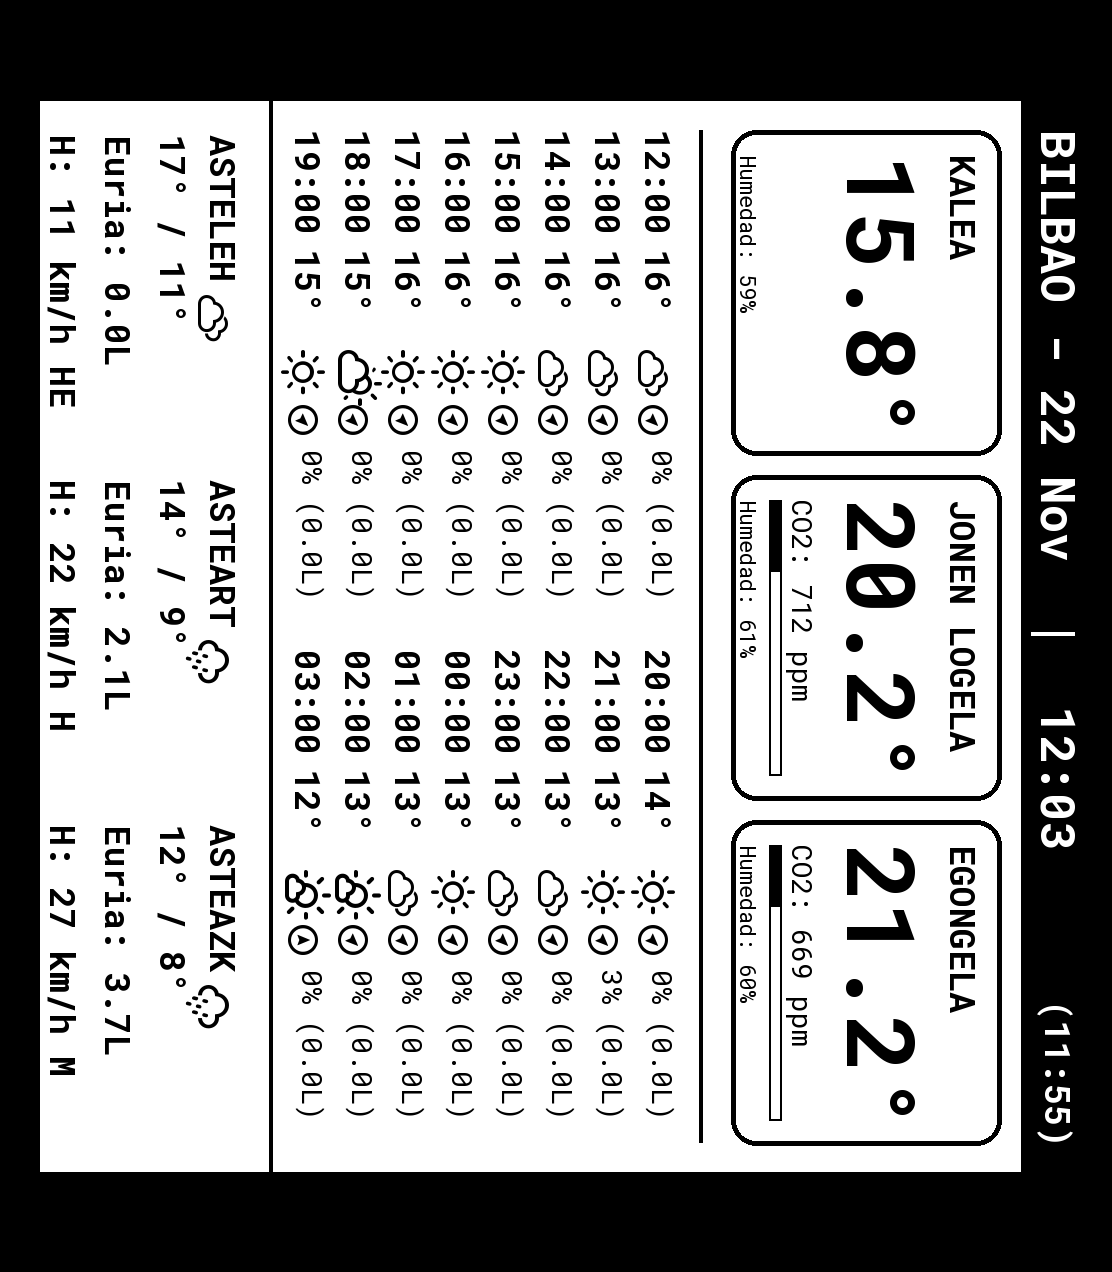 BILBAO - 22 Nov | 12:03 (11:55)
KALEA
15.8°
Humedad: 59%
JONEN LOGELA
20.2°
CO2: 712 ppm
Humedad: 61%
EGONGELA
21.2°
CO2: 669 ppm
Humedad: 60%
12:00 16° 0% (0.0L)
13:00 16° 0% (0.0L)
14:00 16° 0% (0.0L)
15:00 16° 0% (0.0L)
16:00 16° 0% (0.0L)
17:00 16° 0% (0.0L)
18:00 15° 0% (0.0L)
19:00 15° 0% (0.0L)
20:00 14° 0% (0.0L)
21:00 13° 3% (0.0L)
22:00 13° 0% (0.0L)
23:00 13° 0% (0.0L)
00:00 13° 0% (0.0L)
01:00 13° 0% (0.0L)
02:00 13° 0% (0.0L)
03:00 12° 0% (0.0L)
ASTELEH
17° / 11°
Euria: 0.0L
H: 11 km/h HE
ASTEART
14° / 9°
Euria: 2.1L
H: 22 km/h H
ASTEAZK
12° / 8°
Euria: 3.7L
H: 27 km/h M